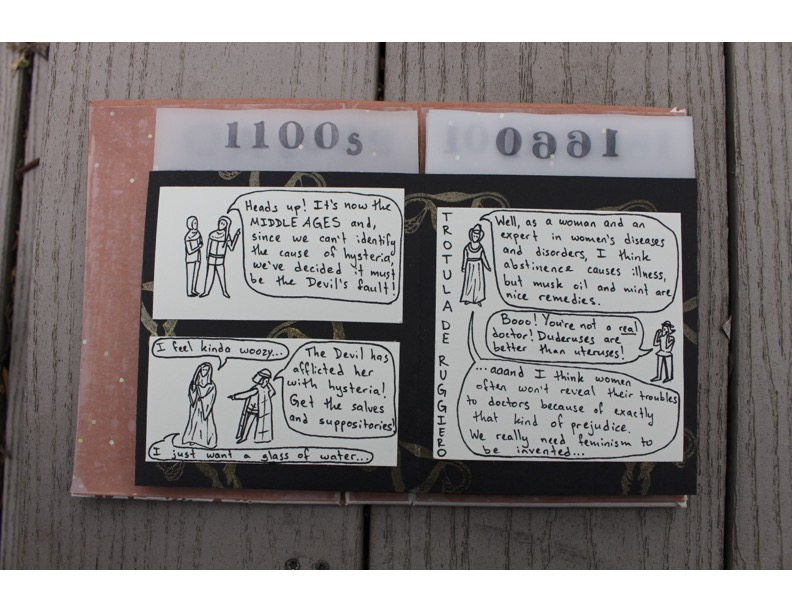 1100s
Heads up! It's now the
MIDDLE AGES and,
since we can't identify
the cause of hysteria,
we've decided it must
be the Devil's fault!
I feel kinda woozy...
The Devil has
afflicted her
with hysteria!
Get the salves
and suppositories!
I just want a glass of water...
TROTULA DE RUGGIERO
Well, as a woman and an
expert in women's diseases
and disorders, I think
abstinence causes illness,
but musk oil and mint are
nice remedies.
Booo! You're not a real
doctor! Duderuses are
better than uteruses!
...aaand I think women
often won't reveal their troubles
to doctors because of exactly
that kind of prejudice.
We really need feminism to
be invented...